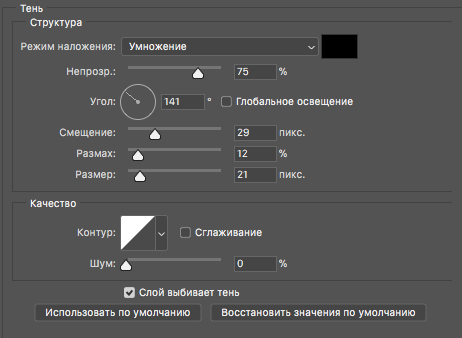 Тень
Структура
Режим наложения: Умножение
Непрозр.: 75 %
Угол: 141 ° Глобальное освещение
Смещение: 29 пикс.
Размах: 12 %
Размер: 21 пикс.
Качество
Контур: Сглаживание
Шум: 0 %
Слой выбивает тень
Использовать по умолчанию Восстановить значения по умолчанию